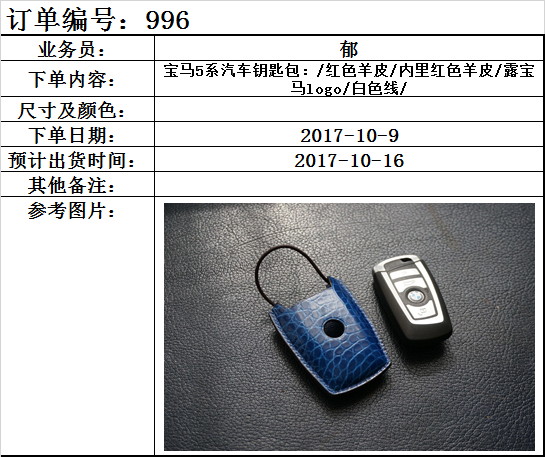 订单编号：996
业务员： 郁
下单内容： 宝马5系汽车钥匙包：/红色羊皮/内里红色羊皮/露宝
马logo/白色线/
尺寸及颜色：
下单日期： 2017-10-9
预计出货时间： 2017-10-16
其他备注：
参考图片：